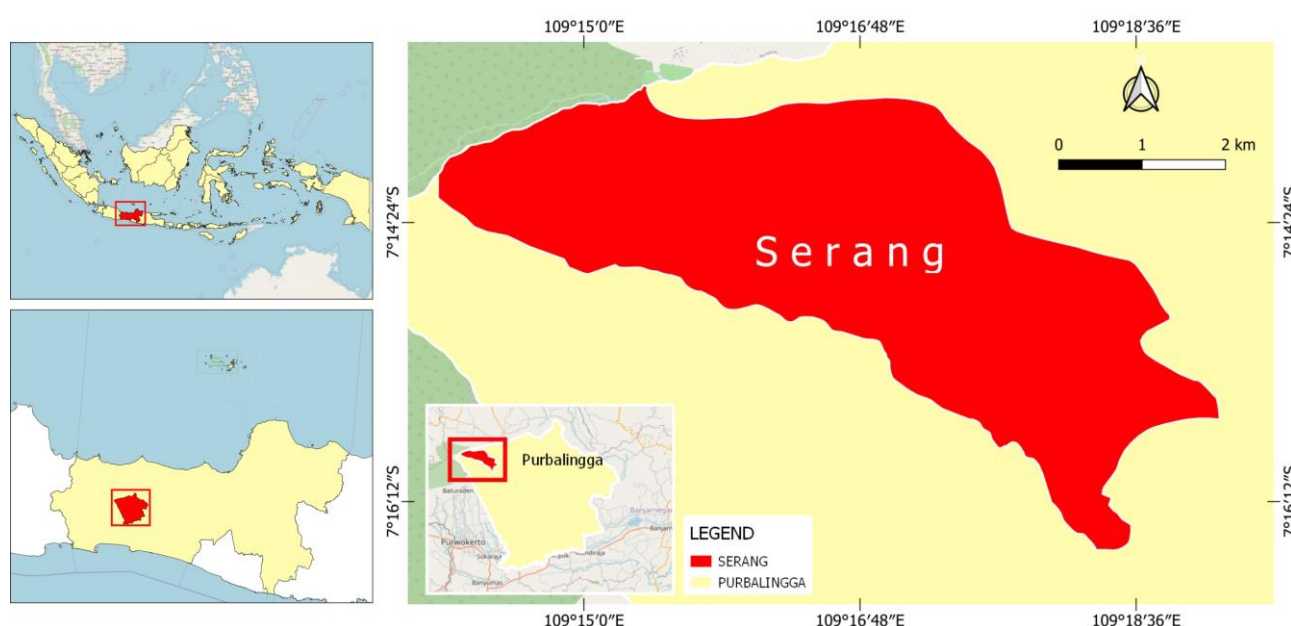 109°15′0″E 109°16′48″E 109°18′36″E
0 1 2 km
7°14′24″S
7°14′24″S
Serang
Purbalingga
Baturaden
Banjarnegara
Purwokerto
Sokaraja
Banyumas
7°16′12″S
7°16′12″S
LEGEND
SERANG
PURBALINGGA
109°15′0″E 109°16′48″E 109°18′36″E